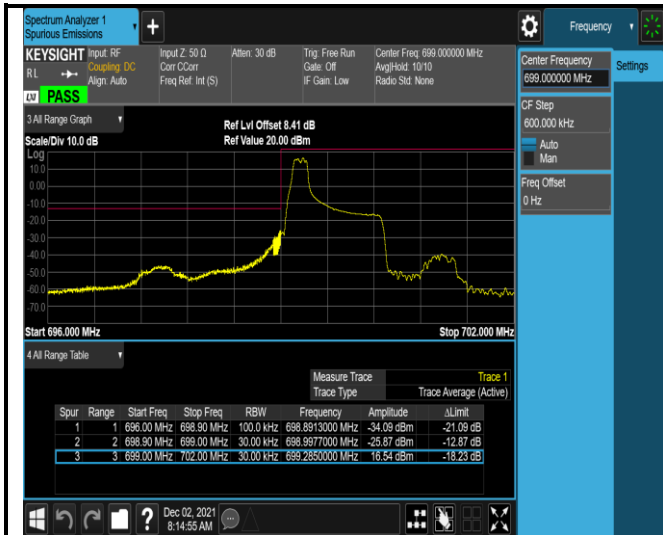 Spectrum Analyzer 1
Spurious Emissions
+
Frequency
KEYSIGHT
R L
LXI PASS
Input: RF
Coupling: DC
Align: Auto
Input Z: 50 Ω
Corr CCorr
Freq Ref: Int (S)
Atten: 30 dB
Trig: Free Run
Gate: Off
IF Gain: Low
Center Freq: 699.000000 MHz
Avg|Hold: 10/10
Radio Std: None
Center Frequency
699.000000 MHz
Settings
CF Step
600.000 kHz
Auto
Man
Freq Offset
0 Hz
3 All Range Graph
Scale/Div 10.0 dB
Ref Lvl Offset 8.41 dB
Ref Value 20.00 dBm
Log
10.0
0.00
-10.0
-20.0
-30.0
-40.0
-50.0
-60.0
-70.0
Start 696.000 MHz
Stop 702.000 MHz
4 All Range Table
Measure Trace Trace 1
Trace Type Trace Average (Active)
Spur Range Start Freq Stop Freq RBW Frequency Amplitude ΔLimit
1 1 696.00 MHz 698.90 MHz 100.0 kHz 698.8913000 MHz -34.09 dBm -21.09 dB
2 2 698.90 MHz 699.00 MHz 30.00 kHz 698.9977000 MHz -25.87 dBm -12.87 dB
3 3 699.00 MHz 702.00 MHz 30.00 kHz 699.2850000 MHz 16.54 dBm -18.23 dB
?
Dec 02, 2021
8:14:55 AM